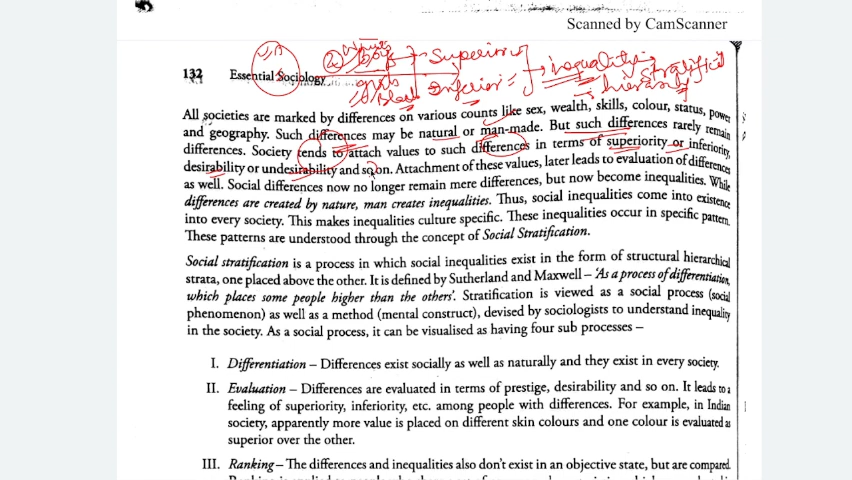 Scanned by CamScanner
Superior
inequality
girls
Inferior =
hierarchy
Black
132 Essential Sociology
All societies are marked by differences on various counts like sex, wealth, skills, colour, status, power
and geography. Such differences may be natural or man-made. But such differences rarely remain
differences. Society tends to attach values to such differences in terms of superiority or inferiority,
desirability or undesirability and so on. Attachment of these values, later leads to evaluation of differences
as well. Social differences now no longer remain mere differences, but now become inequalities. While
differences are created by nature, man creates inequalities. Thus, social inequalities come into existence
into every society. This makes inequalities culture specific. These inequalities occur in specific pattern.
These patterns are understood through the concept of Social Stratification.
Social stratification is a process in which social inequalities exist in the form of structural hierarchical
strata, one placed above the other. It is defined by Sutherland and Maxwell – 'As a process of differentiation,
which places some people higher than the others'. Stratification is viewed as a social process (social
phenomenon) as well as a method (mental construct), devised by sociologists to understand inequality
in the society. As a social process, it can be visualised as having four sub processes –
I. Differentiation – Differences exist socially as well as naturally and they exist in every society.
II. Evaluation – Differences are evaluated in terms of prestige, desirability and so on. It leads to a
feeling of superiority, inferiority, etc. among people with differences. For example, in Indian
society, apparently more value is placed on different skin colours and one colour is evaluated as
superior over the other.
III. Ranking – The differences and inequalities also don't exist in an objective state, but are compared.